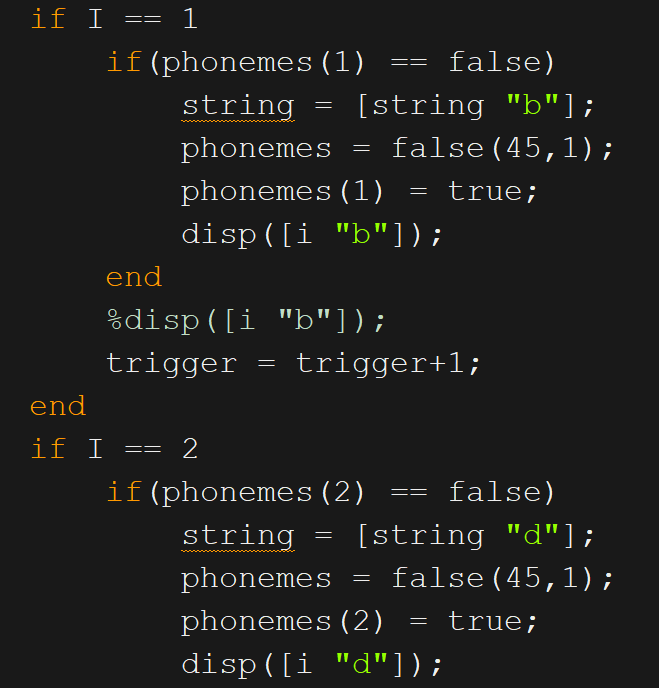 if I == 1
if(phonemes(1) == false)
string = [string "b"];
phonemes = false(45,1);
phonemes(1) = true;
disp([i "b"]);
end
%disp([i "b"]);
trigger = trigger+1;
end
if I == 2
if(phonemes(2) == false)
string = [string "d"];
phonemes = false(45,1);
phonemes(2) = true;
disp([i "d"]);